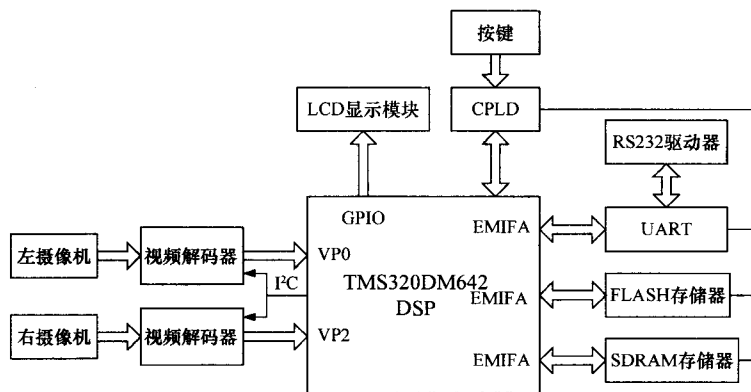 按键
LCD显示模块
CPLD
RS232驱动器
GPIO
EMIFA
UART
左摄像机
视频解码器
VP0
I²C
TMS320DM642
DSP
EMIFA
FLASH存储器
右摄像机
视频解码器
VP2
EMIFA
SDRAM存储器